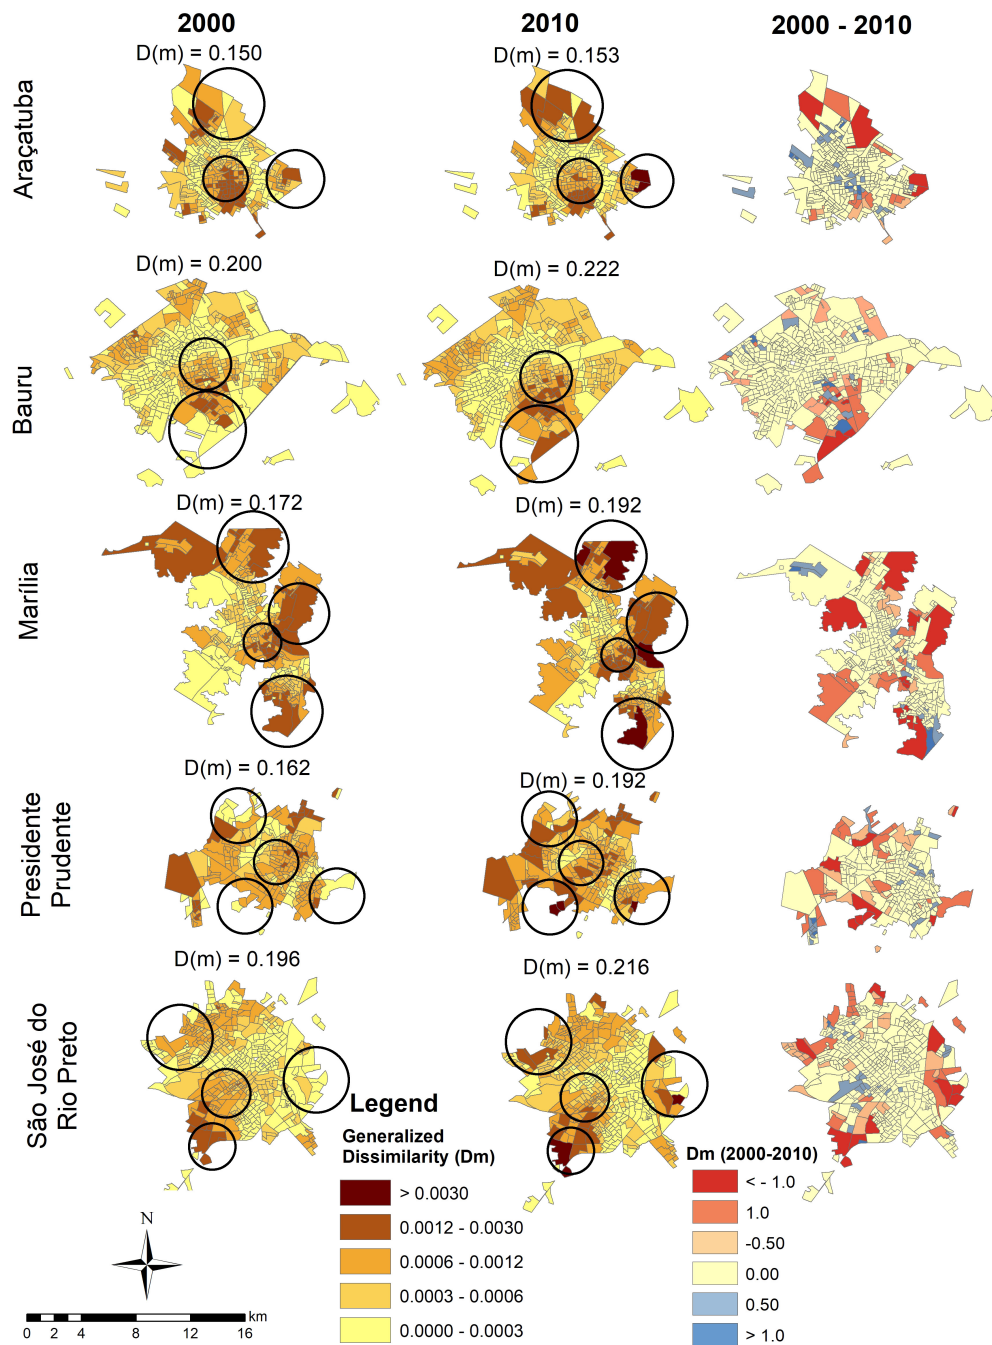 2000
2010
2000 - 2010
D(m) = 0.150
D(m) = 0.153
Araçatuba
D(m) = 0.200
D(m) = 0.222
Bauru
D(m) = 0.172
D(m) = 0.192
Marília
D(m) = 0.162
D(m) = 0.192
Presidente
Prudente
D(m) = 0.196
D(m) = 0.216
São José do
Rio Preto
Legend
Generalized
Dissimilarity (Dm)
> 0.0030
0.0012 - 0.0030
0.0006 - 0.0012
0.0003 - 0.0006
0.0000 - 0.0003
Dm (2000-2010)
< - 1.0
1.0
-0.50
0.00
0.50
> 1.0
N
km
0 2 4 8 12 16